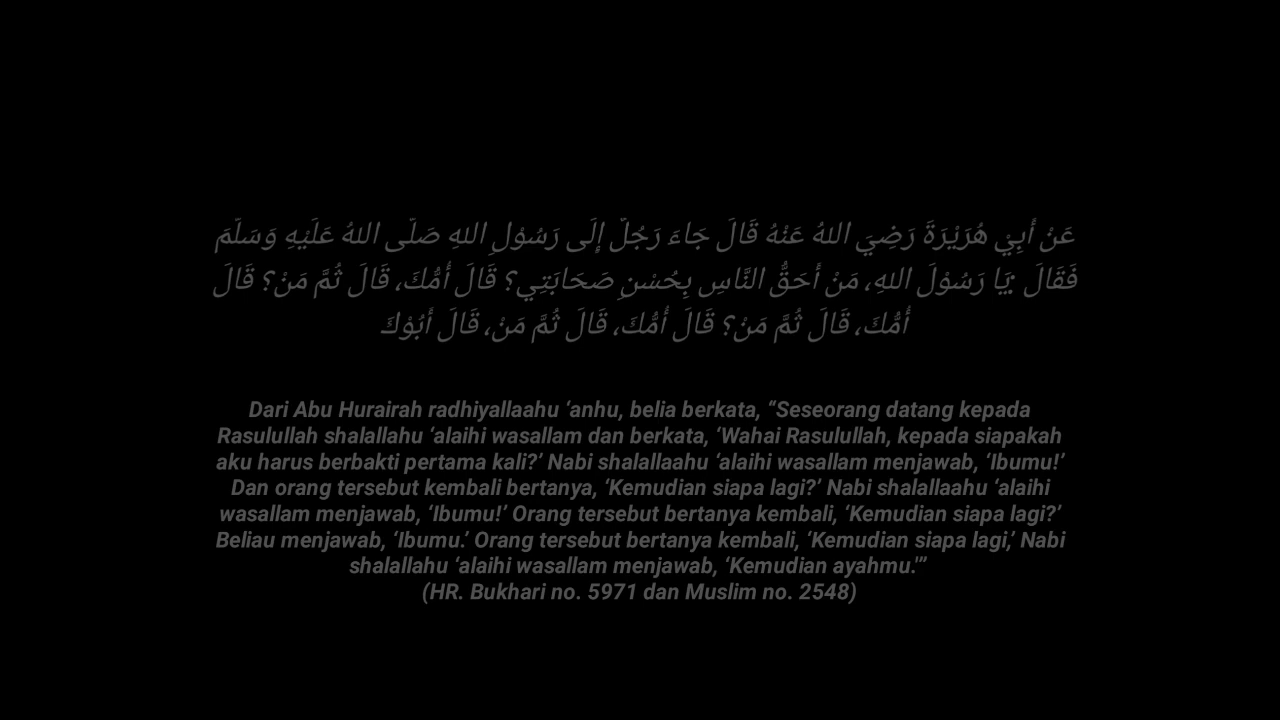 عَنْ أَبِيْ هُرَيْرَةَ رَضِيَ اللهُ عَنْهُ قَالَ جَاءَ رَجُلٌ إِلَى رَسُوْلِ اللهِ صَلّى اللهُ عَلَيْهِ وَسَلّمَ
فَقَالَ :يَا رَسُوْلَ اللهِ، مَنْ أَحَقُّ النَّاسِ بِحُسْنِ صَحَابَتِي؟ قَالَ أُمُّكَ، قَالَ ثُمَّ مَنْ؟ قَالَ
أُمُّكَ، قَالَ ثُمَّ مَنْ؟ قَالَ أُمُّكَ، قَالَ ثُمَّ مَنْ، قَالَ أَبُوْكَ
Dari Abu Hurairah radhiyallaahu ‘anhu, belia berkata, “Seseorang datang kepada
Rasulullah shalallahu ‘alaihi wasallam dan berkata, ‘Wahai Rasulullah, kepada siapakah
aku harus berbakti pertama kali?’ Nabi shalallaahu ‘alaihi wasallam menjawab, ‘Ibumu!’
Dan orang tersebut kembali bertanya, ‘Kemudian siapa lagi?’ Nabi shalallaahu ‘alaihi
wasallam menjawab, ‘Ibumu!’ Orang tersebut bertanya kembali, ‘Kemudian siapa lagi?’
Beliau menjawab, ‘Ibumu.’ Orang tersebut bertanya kembali, ‘Kemudian siapa lagi,’ Nabi
shalallahu ‘alaihi wasallam menjawab, ‘Kemudian ayahmu.'”
(HR. Bukhari no. 5971 dan Muslim no. 2548)